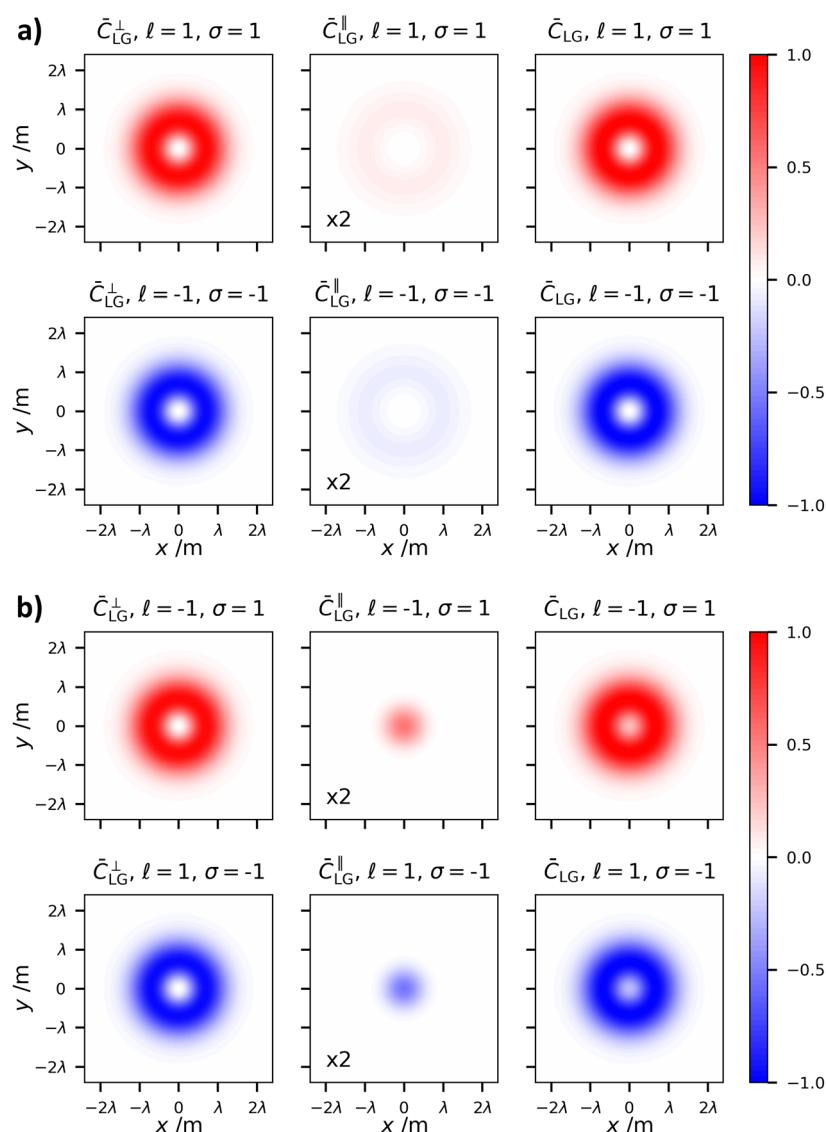 a)
C̄⊥LG, ℓ = 1, σ = 1 C̄∥LG, ℓ = 1, σ = 1 C̄LG, ℓ = 1, σ = 1
1.0
0.5
0.0
−0.5
−1.0
y /m
2λ
λ
0
−λ
−2λ
x2
C̄⊥LG, ℓ = -1, σ = -1 C̄∥LG, ℓ = -1, σ = -1 C̄LG, ℓ = -1, σ = -1
y /m
2λ
λ
0
−λ
−2λ
x2
−2λ −λ 0 λ 2λ −2λ −λ 0 λ 2λ −2λ −λ 0 λ 2λ
x /m x /m x /m
b)
C̄⊥LG, ℓ = -1, σ = 1 C̄∥LG, ℓ = -1, σ = 1 C̄LG, ℓ = -1, σ = 1
1.0
0.5
0.0
−0.5
−1.0
y /m
2λ
λ
0
−λ
−2λ
x2
C̄⊥LG, ℓ = 1, σ = -1 C̄∥LG, ℓ = 1, σ = -1 C̄LG, ℓ = 1, σ = -1
y /m
2λ
λ
0
−λ
−2λ
x2
−2λ −λ 0 λ 2λ −2λ −λ 0 λ 2λ −2λ −λ 0 λ 2λ
x /m x /m x /m